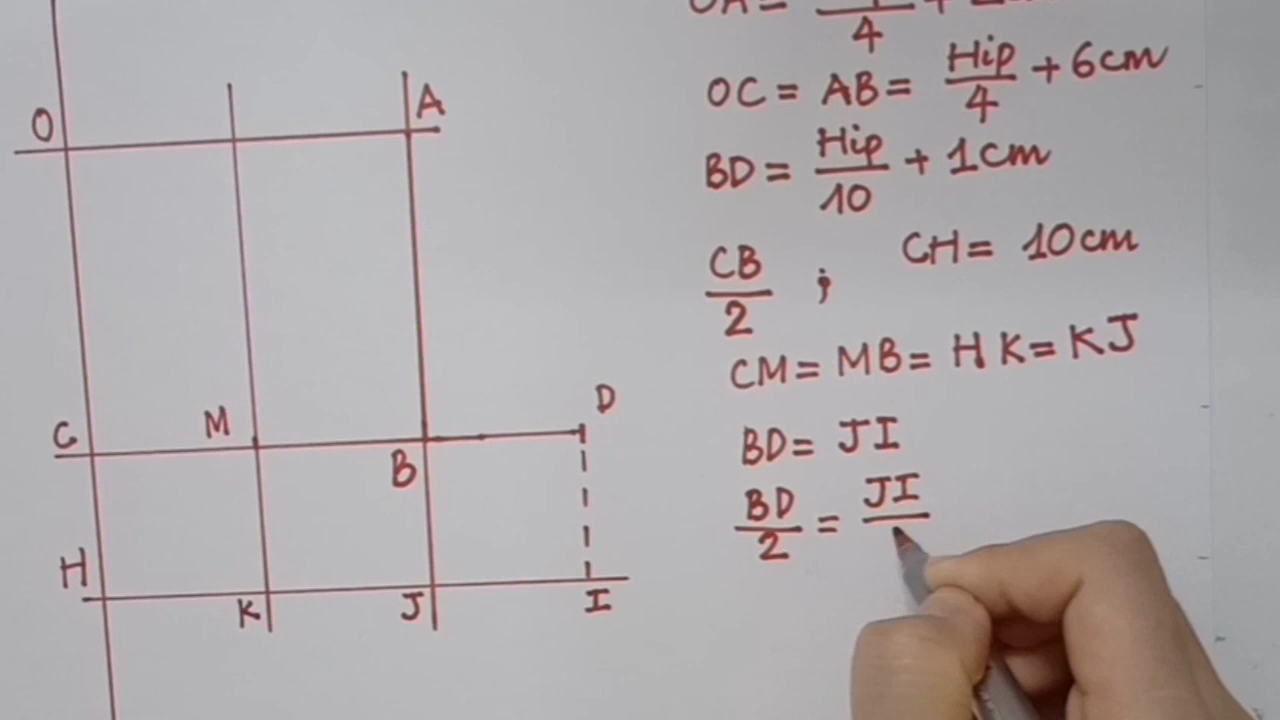 O
A
4
OC = AB = Hip/4 + 6cm
BD = Hip/10 + 1cm
CB/2 ; CH = 10cm
CM = MB = HK = KJ
C M D
B
BD = JI
BD/2 = JI
H
K J I